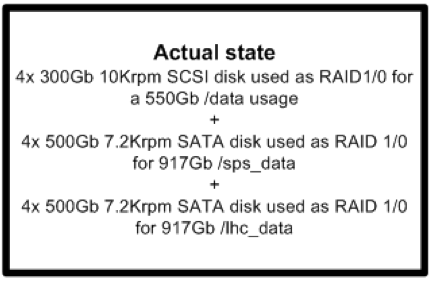 Actual state
4x 300Gb 10Krpm SCSI disk used as RAID1/0 for
a 550Gb /data usage
+
4x 500Gb 7.2Krpm SATA disk used as RAID 1/0
for 917Gb /sps_data
+
4x 500Gb 7.2Krpm SATA disk used as RAID 1/0
for 917Gb /lhc_data